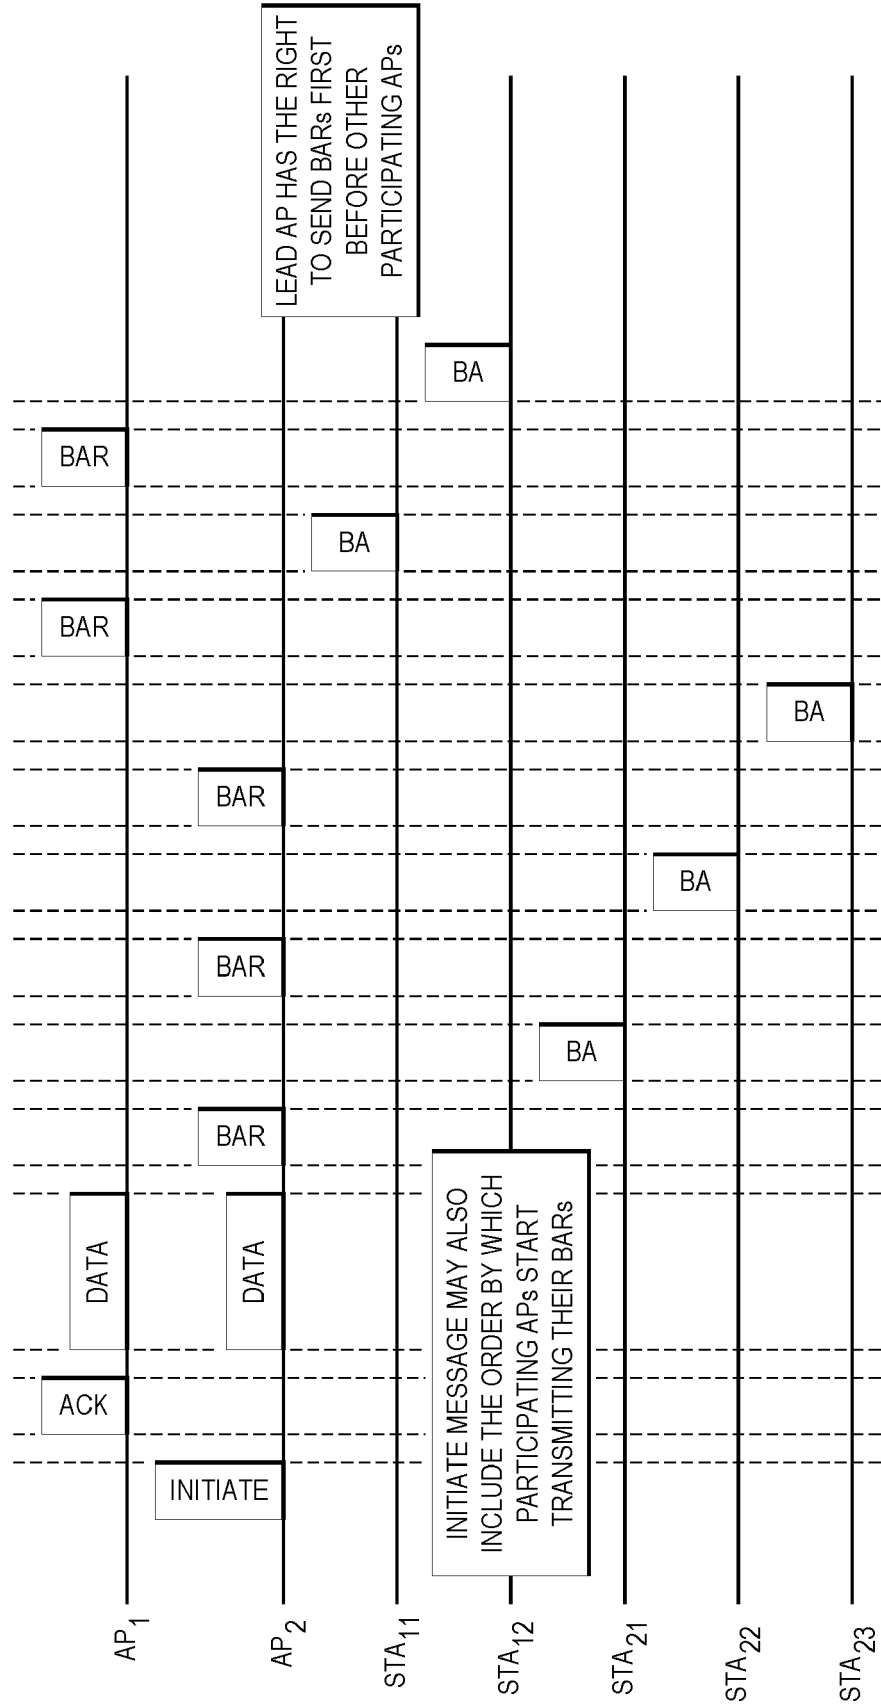 AP1
ACK
DATA
BAR
BAR
AP2
INITIATE
DATA
BAR
BAR
BAR
LEAD AP HAS THE RIGHT
TO SEND BARs FIRST
BEFORE OTHER
PARTICIPATING APs
STA11
BA
STA12
INITIATE MESSAGE MAY ALSO
INCLUDE THE ORDER BY WHICH
PARTICIPATING APs START
TRANSMITTING THEIR BARs
BA
STA21
BA
STA22
BA
STA23
BA